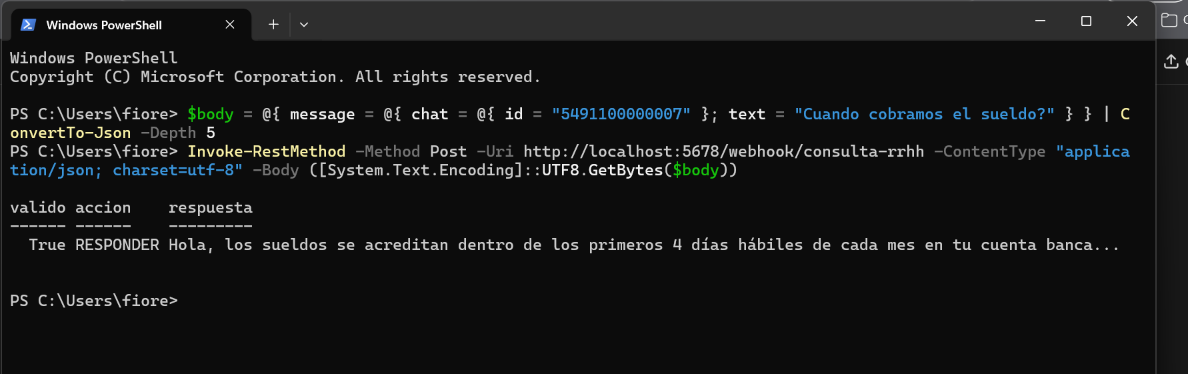 Windows PowerShell
Windows PowerShell
Copyright (C) Microsoft Corporation. All rights reserved.
PS C:\Users\fiore> $body = @{ message = @{ chat = @{ id = "5491100000007" }; text = "Cuando cobramos el sueldo?" } } | C
onvertTo-Json -Depth 5
PS C:\Users\fiore> Invoke-RestMethod -Method Post -Uri http://localhost:5678/webhook/consulta-rrhh -ContentType "applica
tion/json; charset=utf-8" -Body ([System.Text.Encoding]::UTF8.GetBytes($body))
valido accion    respuesta
------ ------    ---------
  True RESPONDER Hola, los sueldos se acreditan dentro de los primeros 4 días hábiles de cada mes en tu cuenta banca...
PS C:\Users\fiore>